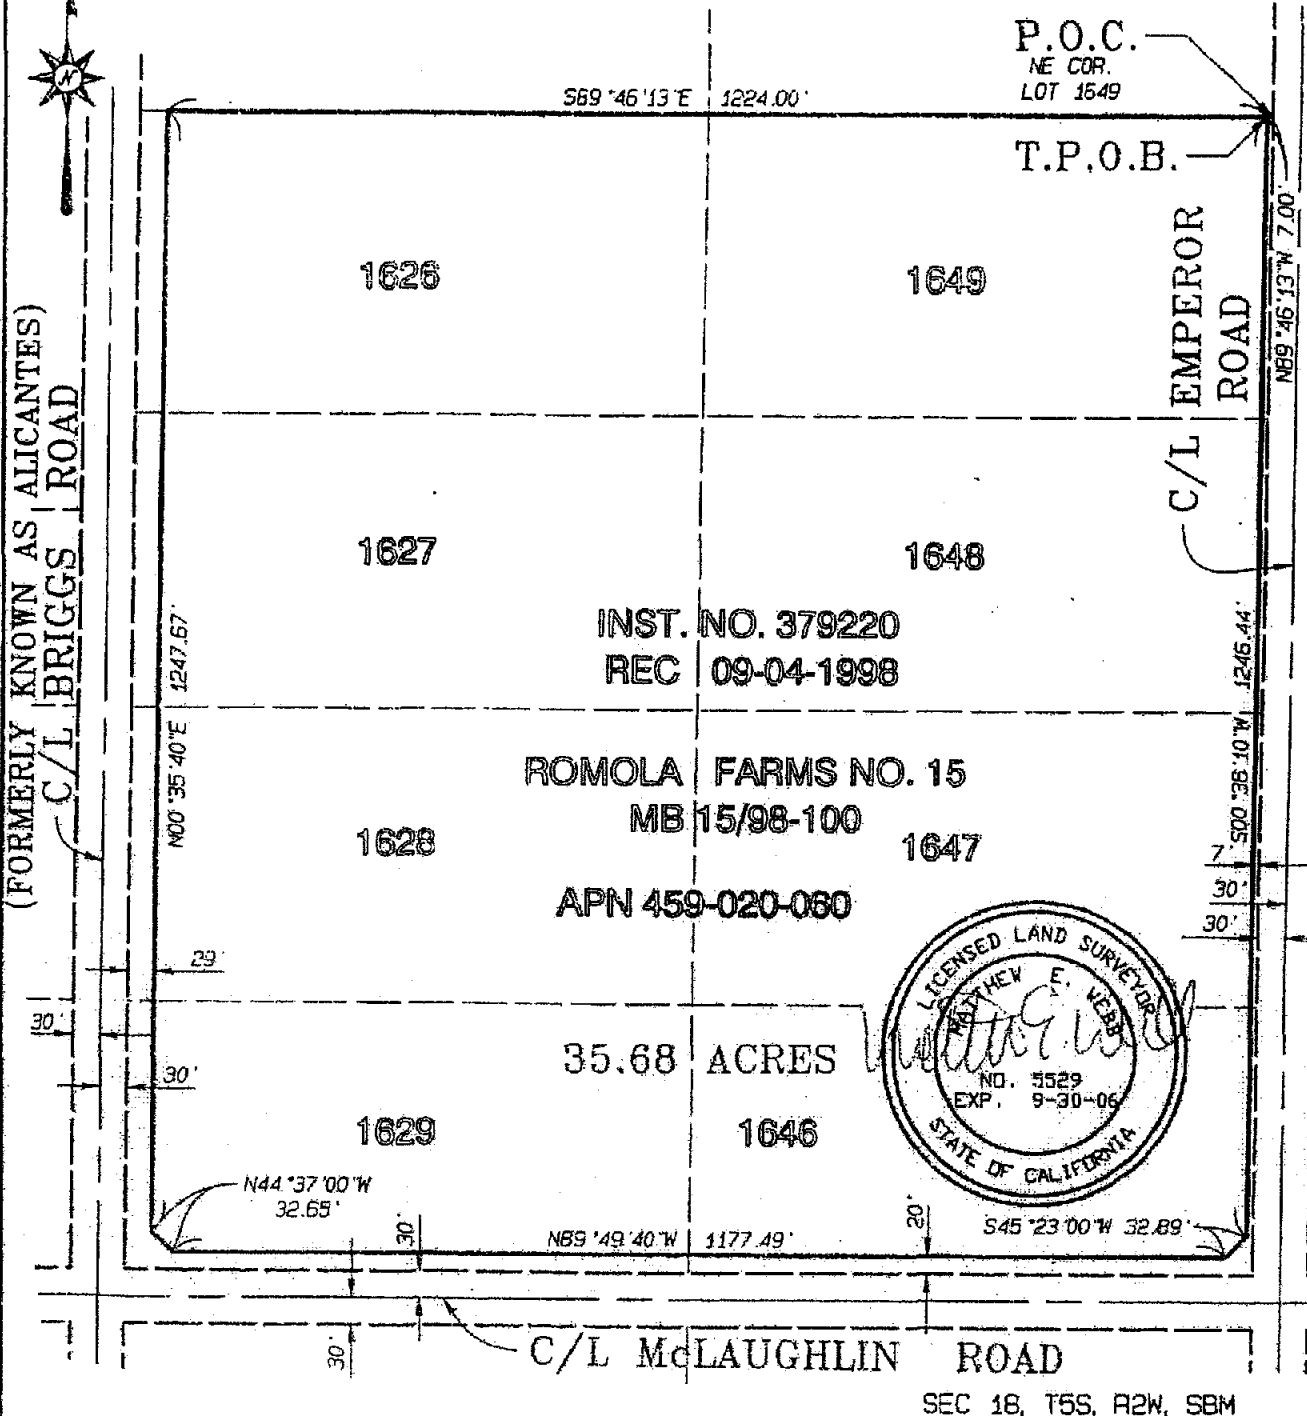 N
P.O.C.
NE COR.
LOT 1649
S89°46'13"E 1224.00'
T.P.O.B.
N89°46'13"W 7.00'
C/L EMPEROR
ROAD
1626
1649
(FORMERLY KNOWN AS ALICANTES)
C/L BRIGGS ROAD
1627
1648
INST. NO. 379220
REC 09-04-1998
N00°35'40"E 1247.67'
S00°38'10"W 1246.44'
ROMOLA FARMS NO. 15
MB 15/98-100
1628
1647
7'
30'
30'
APN 459-020-060
29'
30'
30'
35.68 ACRES
LICENSED LAND SURVEYOR
MATTHEW E. WEBB
NO. 5529
EXP. 9-30-06
STATE OF CALIFORNIA
1629
1646
N44°37'00"W
32.65'
30'
N89°49'40"W 1177.49'
20'
S45°23'00"W 32.89'
30'
C/L McLAUGHLIN ROAD
SEC 18, T5S, R2W, SBM